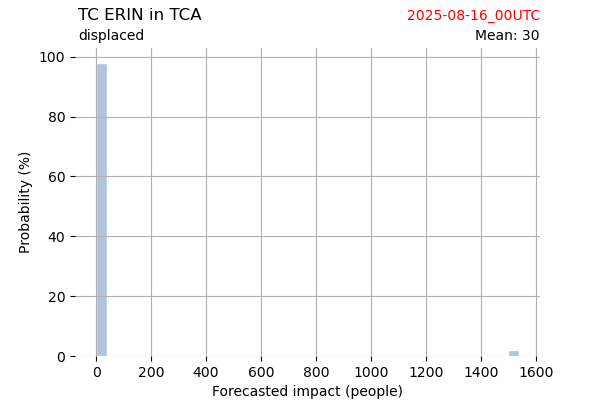 TC ERIN in TCA
2025-08-16_00UTC
displaced
Mean: 30
100
80
60
40
20
0
Probability (%)
0 200 400 600 800 1000 1200 1400 1600
Forecasted impact (people)